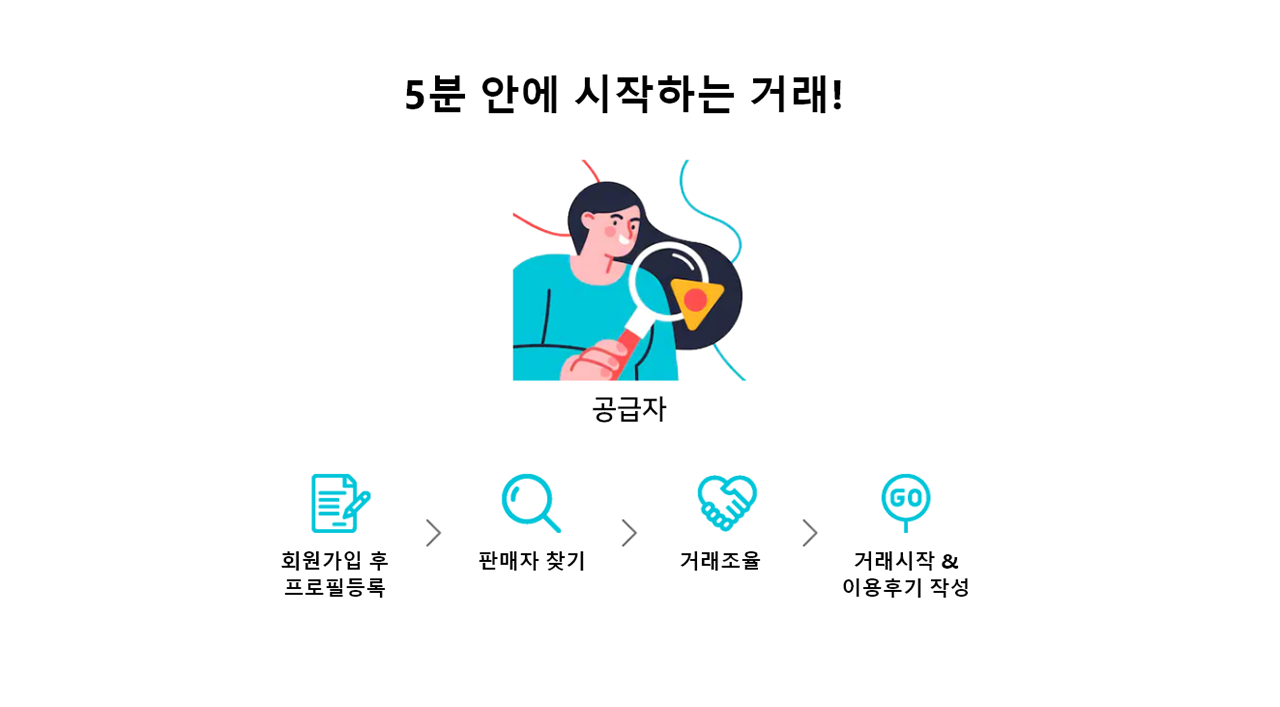 5분 안에 시작하는 거래!
공급자
회원가입 후
프로필등록
판매자 찾기
거래조율
GO
거래시작 &
이용후기 작성